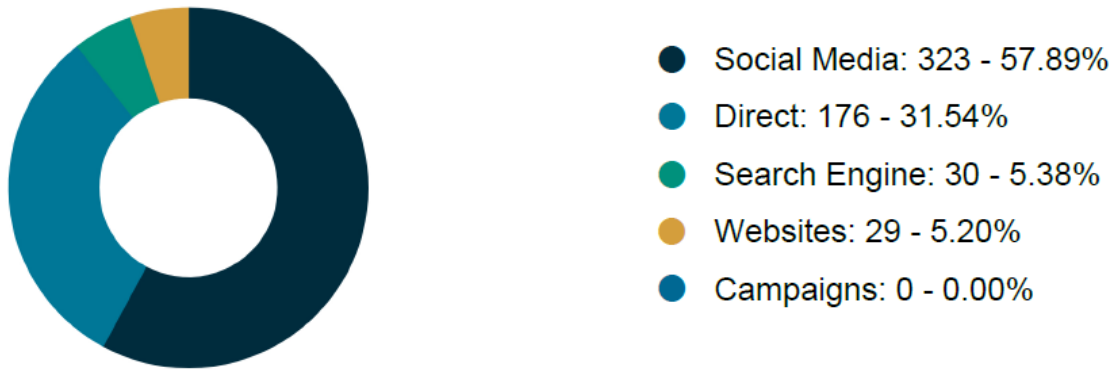 Social Media: 323 - 57.89%
Direct: 176 - 31.54%
Search Engine: 30 - 5.38%
Websites: 29 - 5.20%
Campaigns: 0 - 0.00%